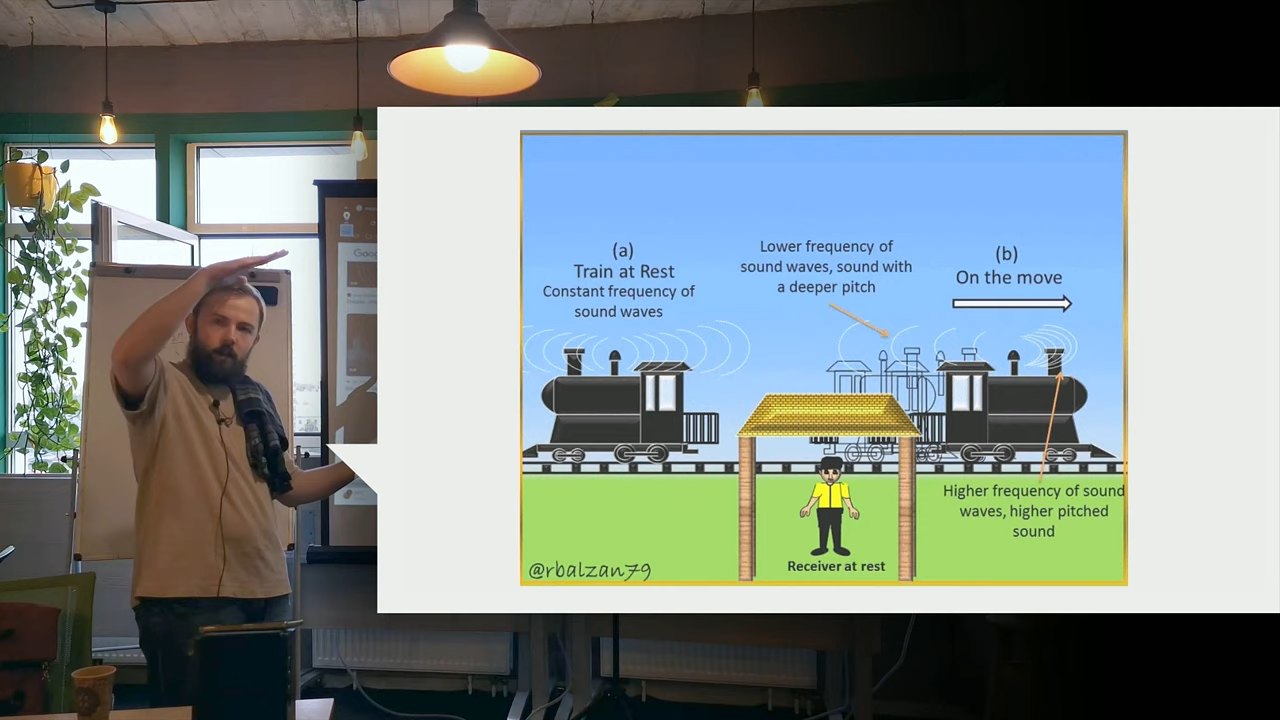 (a)
Train at Rest
Constant frequency of
sound waves
Lower frequency of
sound waves, sound with
a deeper pitch
(b)
On the move
Higher frequency of sound
waves, higher pitched
sound
Receiver at rest
@rbalzan79